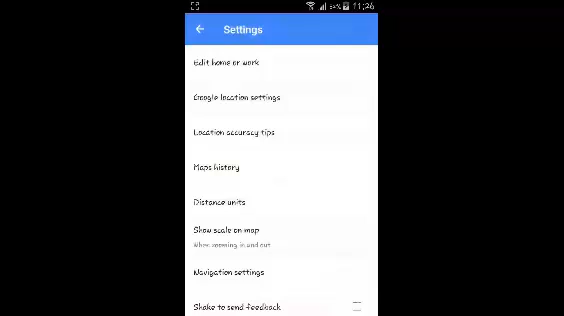 11:26
Settings
Edit home or work
Google location settings
Location accuracy tips
Maps history
Distance units
Show scale on map
When zooming in and out
Navigation settings
Shake to send feedback